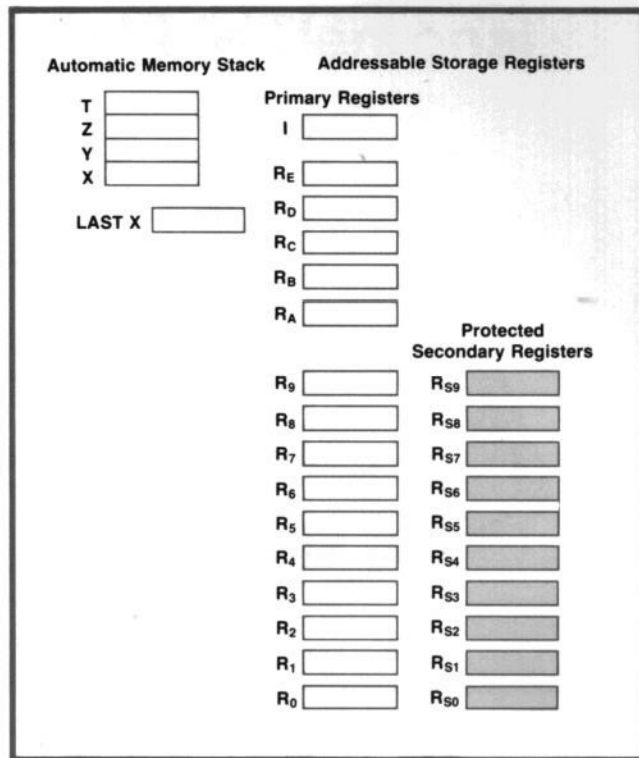 Automatic Memory Stack
Addressable Storage Registers
T
Z
Y
X
LAST X
Primary Registers
I
RE
RD
RC
RB
RA
Protected
Secondary Registers
R9 RS9
R8 RS8
R7 RS7
R6 RS6
R5 RS5
R4 RS4
R3 RS3
R2 RS2
R1 RS1
R0 RS0